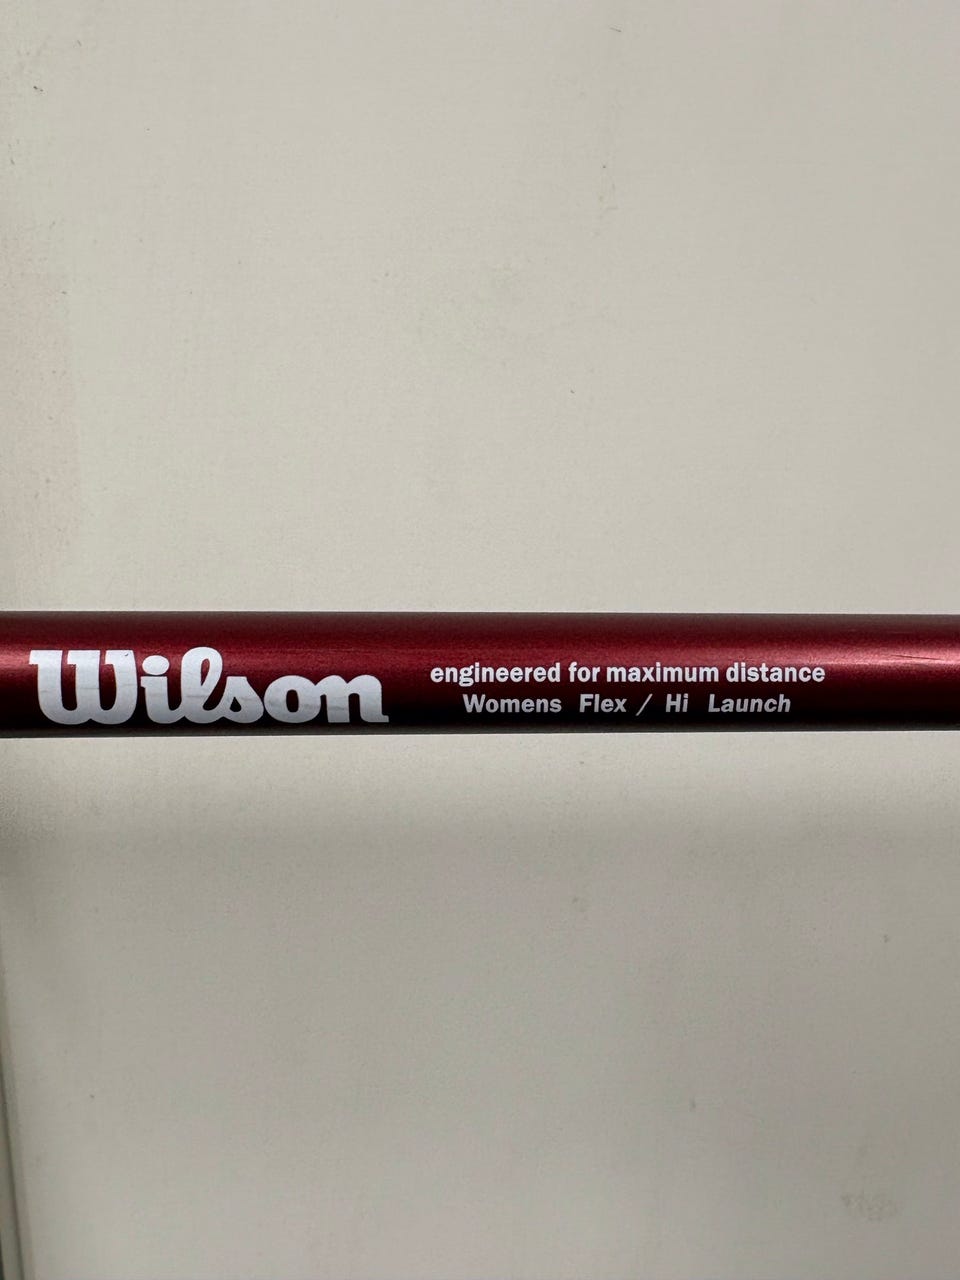 Wilson
engineered for maximum distance
Womens Flex / Hi Launch